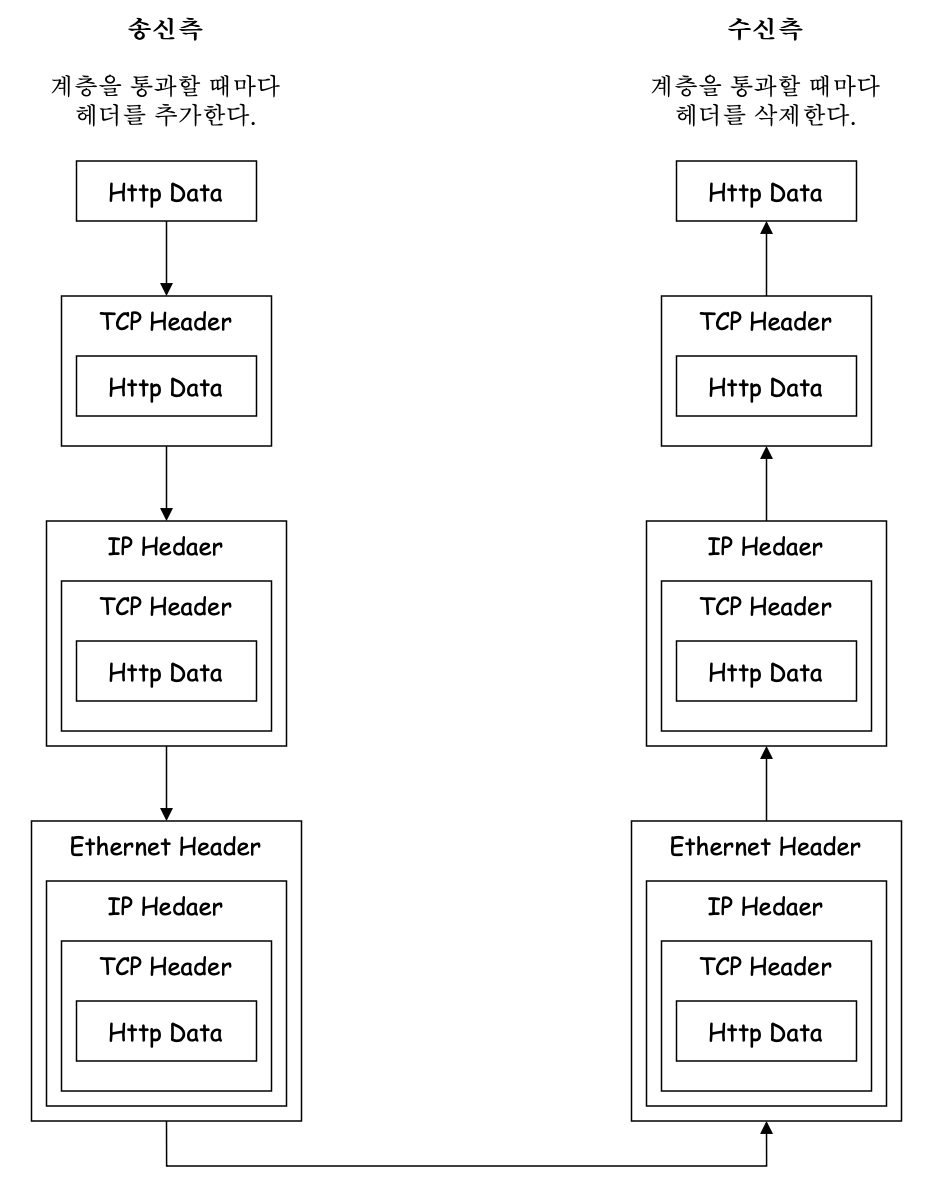 송신측
계층을 통과할 때마다
헤더를 추가한다.
Http Data
TCP Header
Http Data
IP Hedaer
TCP Header
Http Data
Ethernet Header
IP Hedaer
TCP Header
Http Data
수신측
계층을 통과할 때마다
헤더를 삭제한다.
Http Data
TCP Header
Http Data
IP Hedaer
TCP Header
Http Data
Ethernet Header
IP Hedaer
TCP Header
Http Data